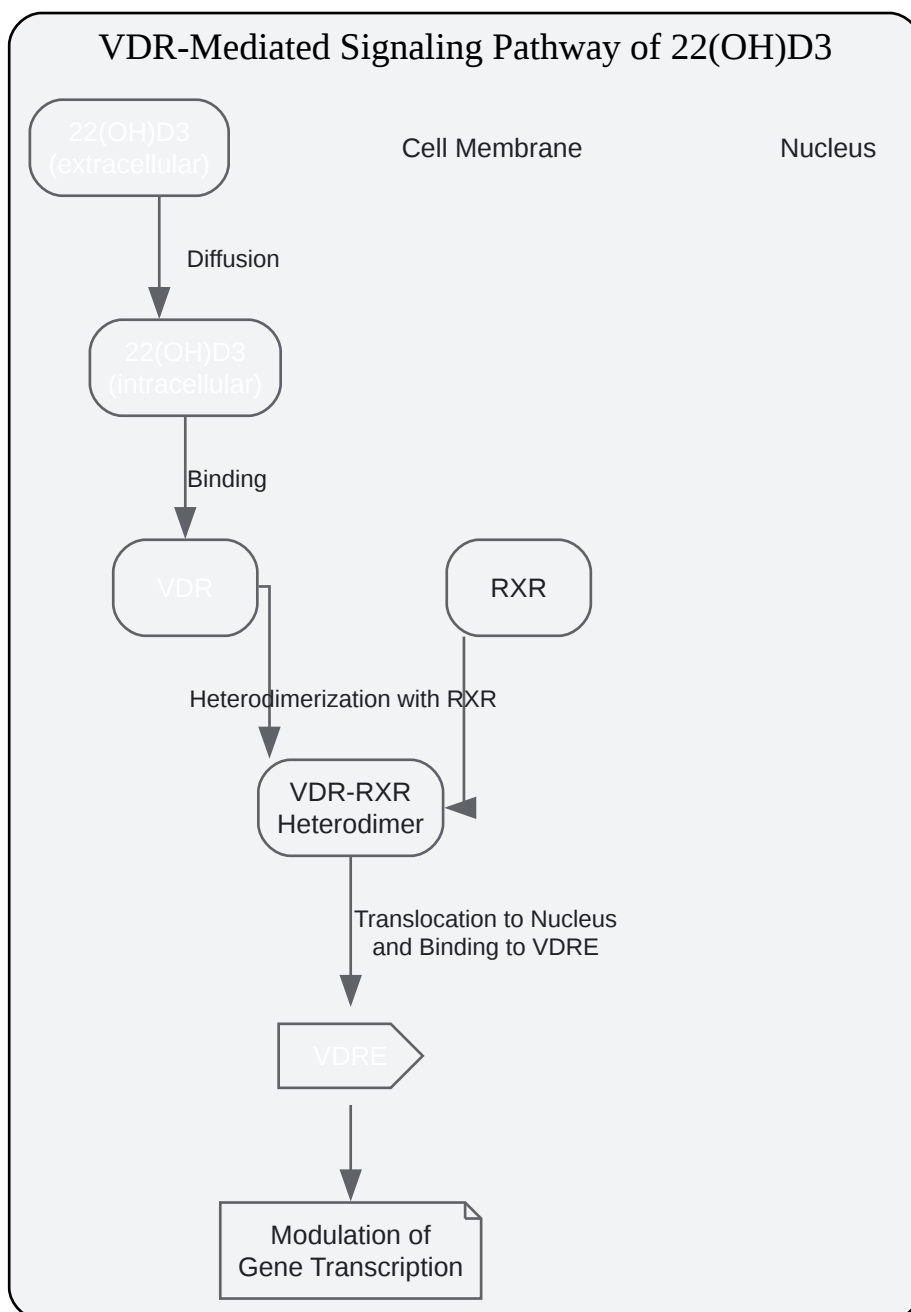 VDR-Mediated Signaling Pathway of 22(OH)D3
22(OH)D3
(extracellular)
Cell Membrane
Nucleus
Diffusion
22(OH)D3
(intracellular)
Binding
VDR
RXR
Heterodimerization with RXR
VDR-RXR
Heterodimer
Translocation to Nucleus
and Binding to VDRE
VDRE
Modulation of
Gene Transcription